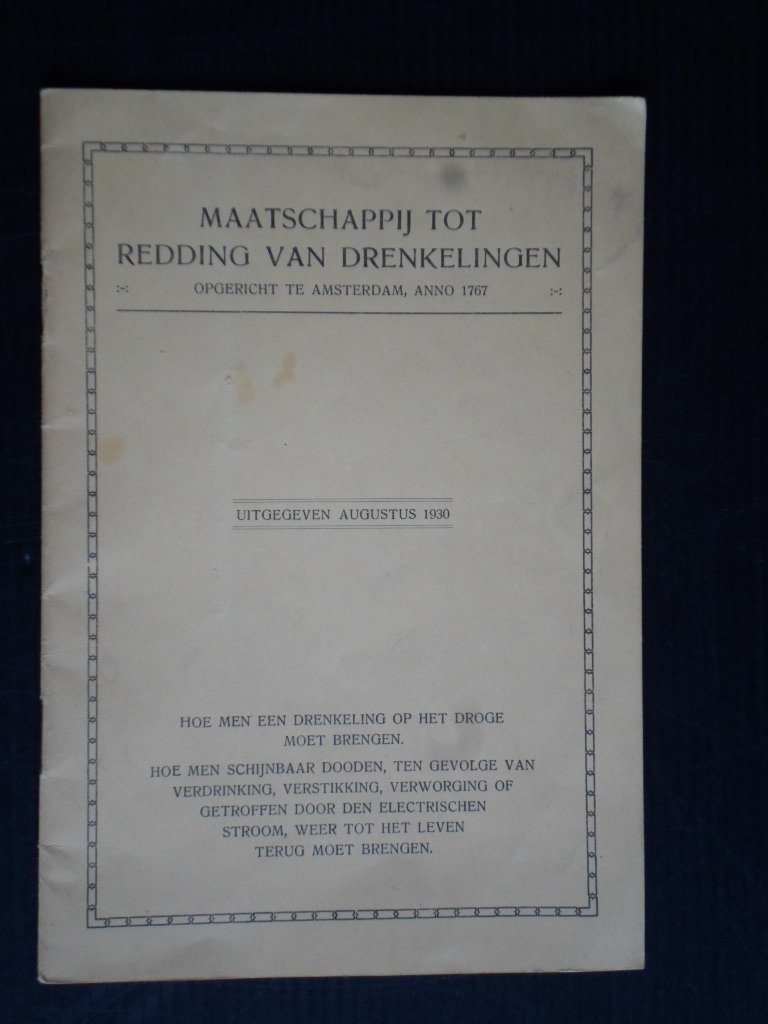 MAATSCHAPPIJ TOT
REDDING VAN DRENKELINGEN
OPGERICHT TE AMSTERDAM, ANNO 1767
UITGEGEVEN AUGUSTUS 1930
HOE MEN EEN DRENKELING OP HET DROGE
MOET BRENGEN.
HOE MEN SCHIJNBAAR DOODEN, TEN GEVOLGE VAN
VERDRINKING, VERSTIKKING, VERWORGING OF
GETROFFEN DOOR DEN ELECTRISCHEN
STROOM, WEER TOT HET LEVEN
TERUG MOET BRENGEN.